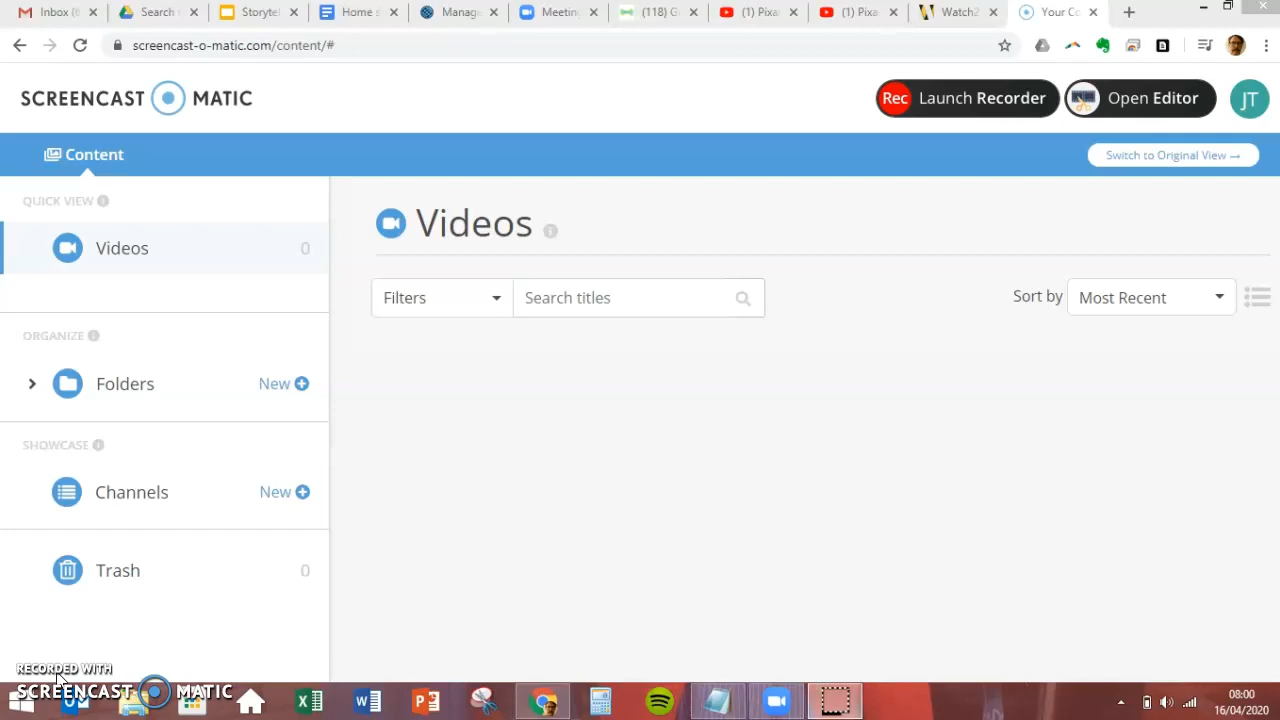 Inbox (6
Search
Storytel
Home s
Manag
Meeting
(118) G
(1) Pixa
(1) Pixa
Watch2
Your Co
screencast-o-matic.com/content/#
SCREENCAST MATIC
Rec Launch Recorder
Open Editor
JT
Content
Switch to Original View →
QUICK VIEW
Videos 0
ORGANIZE
Folders New
SHOWCASE
Channels New
Trash 0
Videos
Filters
Search titles
Sort by Most Recent
RECORDED WITH
SCREENCAST MATIC
08:00
16/04/2020